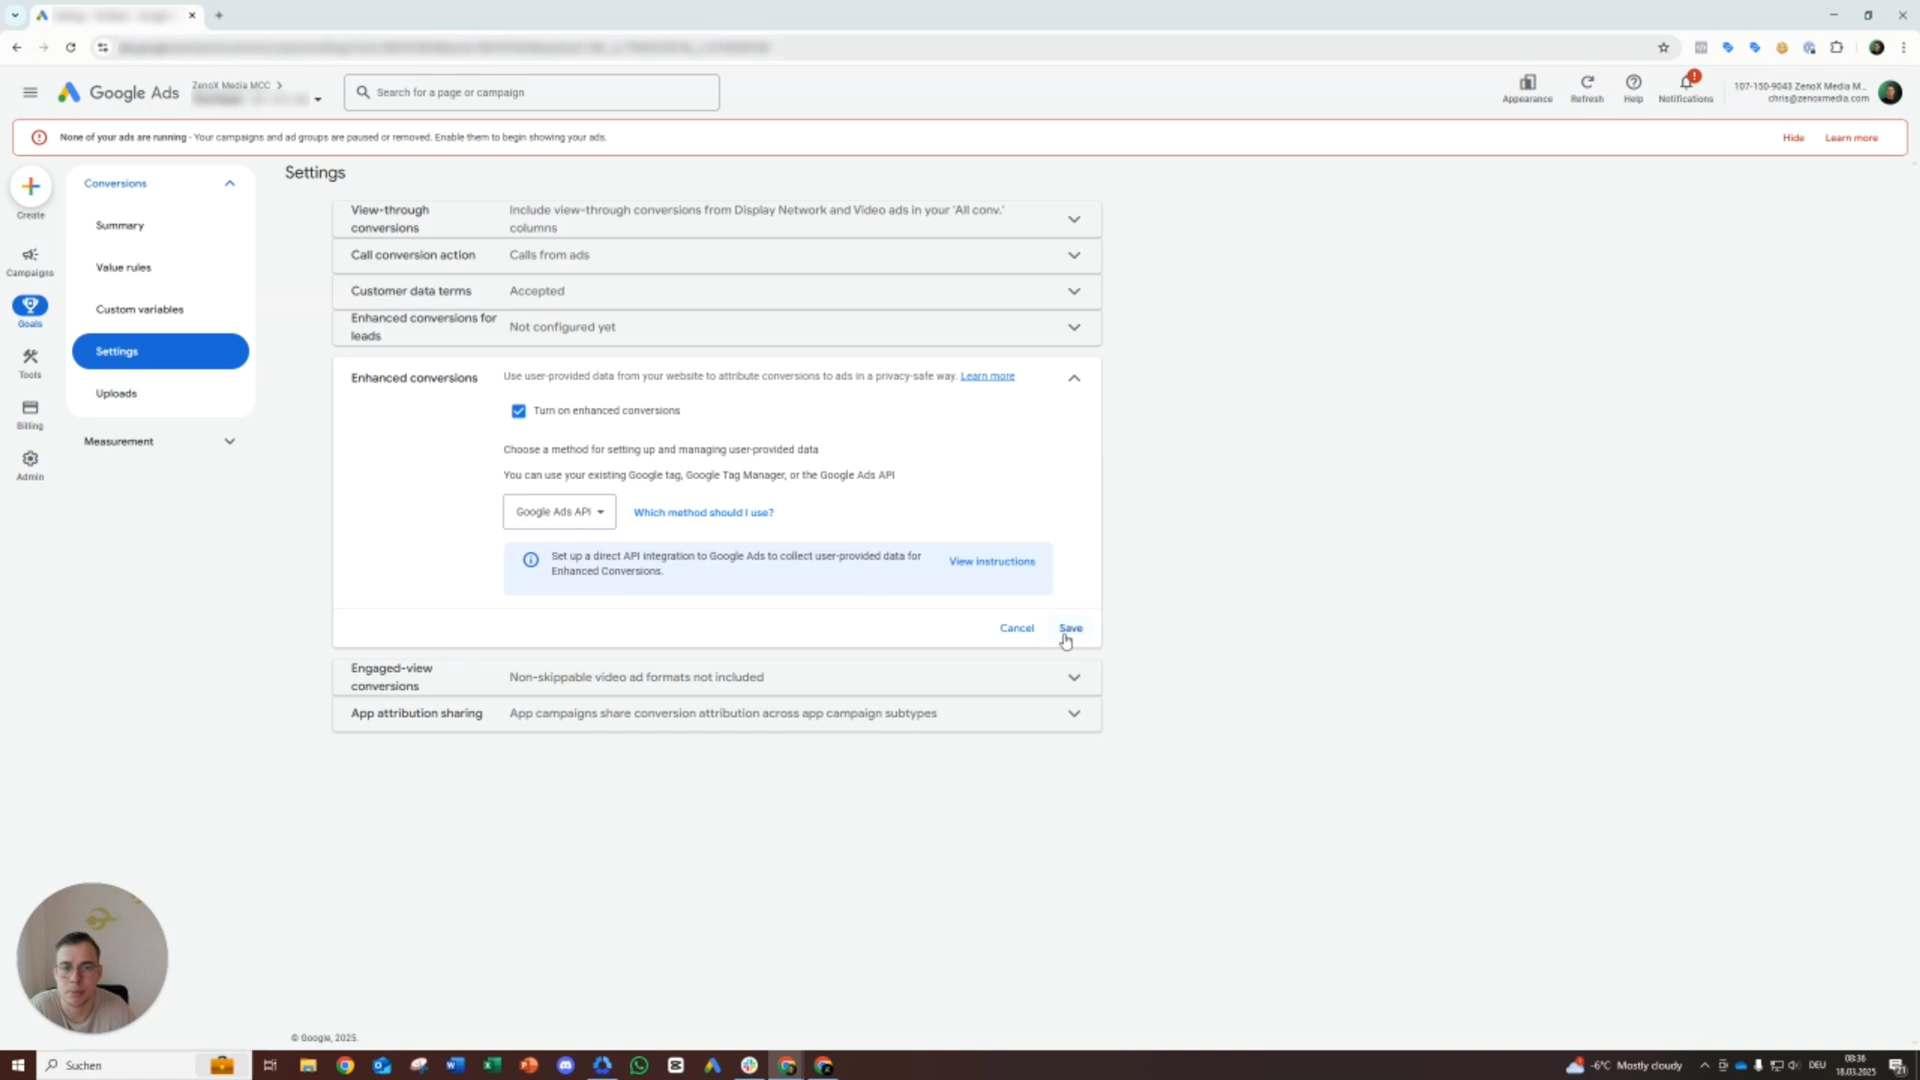 Google Ads
ZenoX Media MCC
Search for a page or campaign
Appearance
Refresh
Help
Notifications
107-150-9043 ZenoX Media M...
chris@zenoxmedia.com
None of your ads are running - Your campaigns and ad groups are paused or removed. Enable them to begin showing your ads.
Hide
Learn more
Create
Campaigns
Goals
Tools
Billing
Admin
Conversions
Summary
Value rules
Custom variables
Settings
Uploads
Measurement
Settings
View-through
conversions
Include view-through conversions from Display Network and Video ads in your 'All conv.'
columns
Call conversion action
Calls from ads
Customer data terms
Accepted
Enhanced conversions for
leads
Not configured yet
Enhanced conversions
Use user-provided data from your website to attribute conversions to ads in a privacy-safe way. Learn more
Turn on enhanced conversions
Choose a method for setting up and managing user-provided data
You can use your existing Google tag, Google Tag Manager, or the Google Ads API
Google Ads API
Which method should I use?
Set up a direct API integration to Google Ads to collect user-provided data for
Enhanced Conversions.
View instructions
Cancel
Save
Engaged-view
conversions
Non-skippable video ad formats not included
App attribution sharing
App campaigns share conversion attribution across app campaign subtypes
© Google, 2025.
Suchen
-6°C Mostly cloudy
DEU
08:36
18.03.2025
21